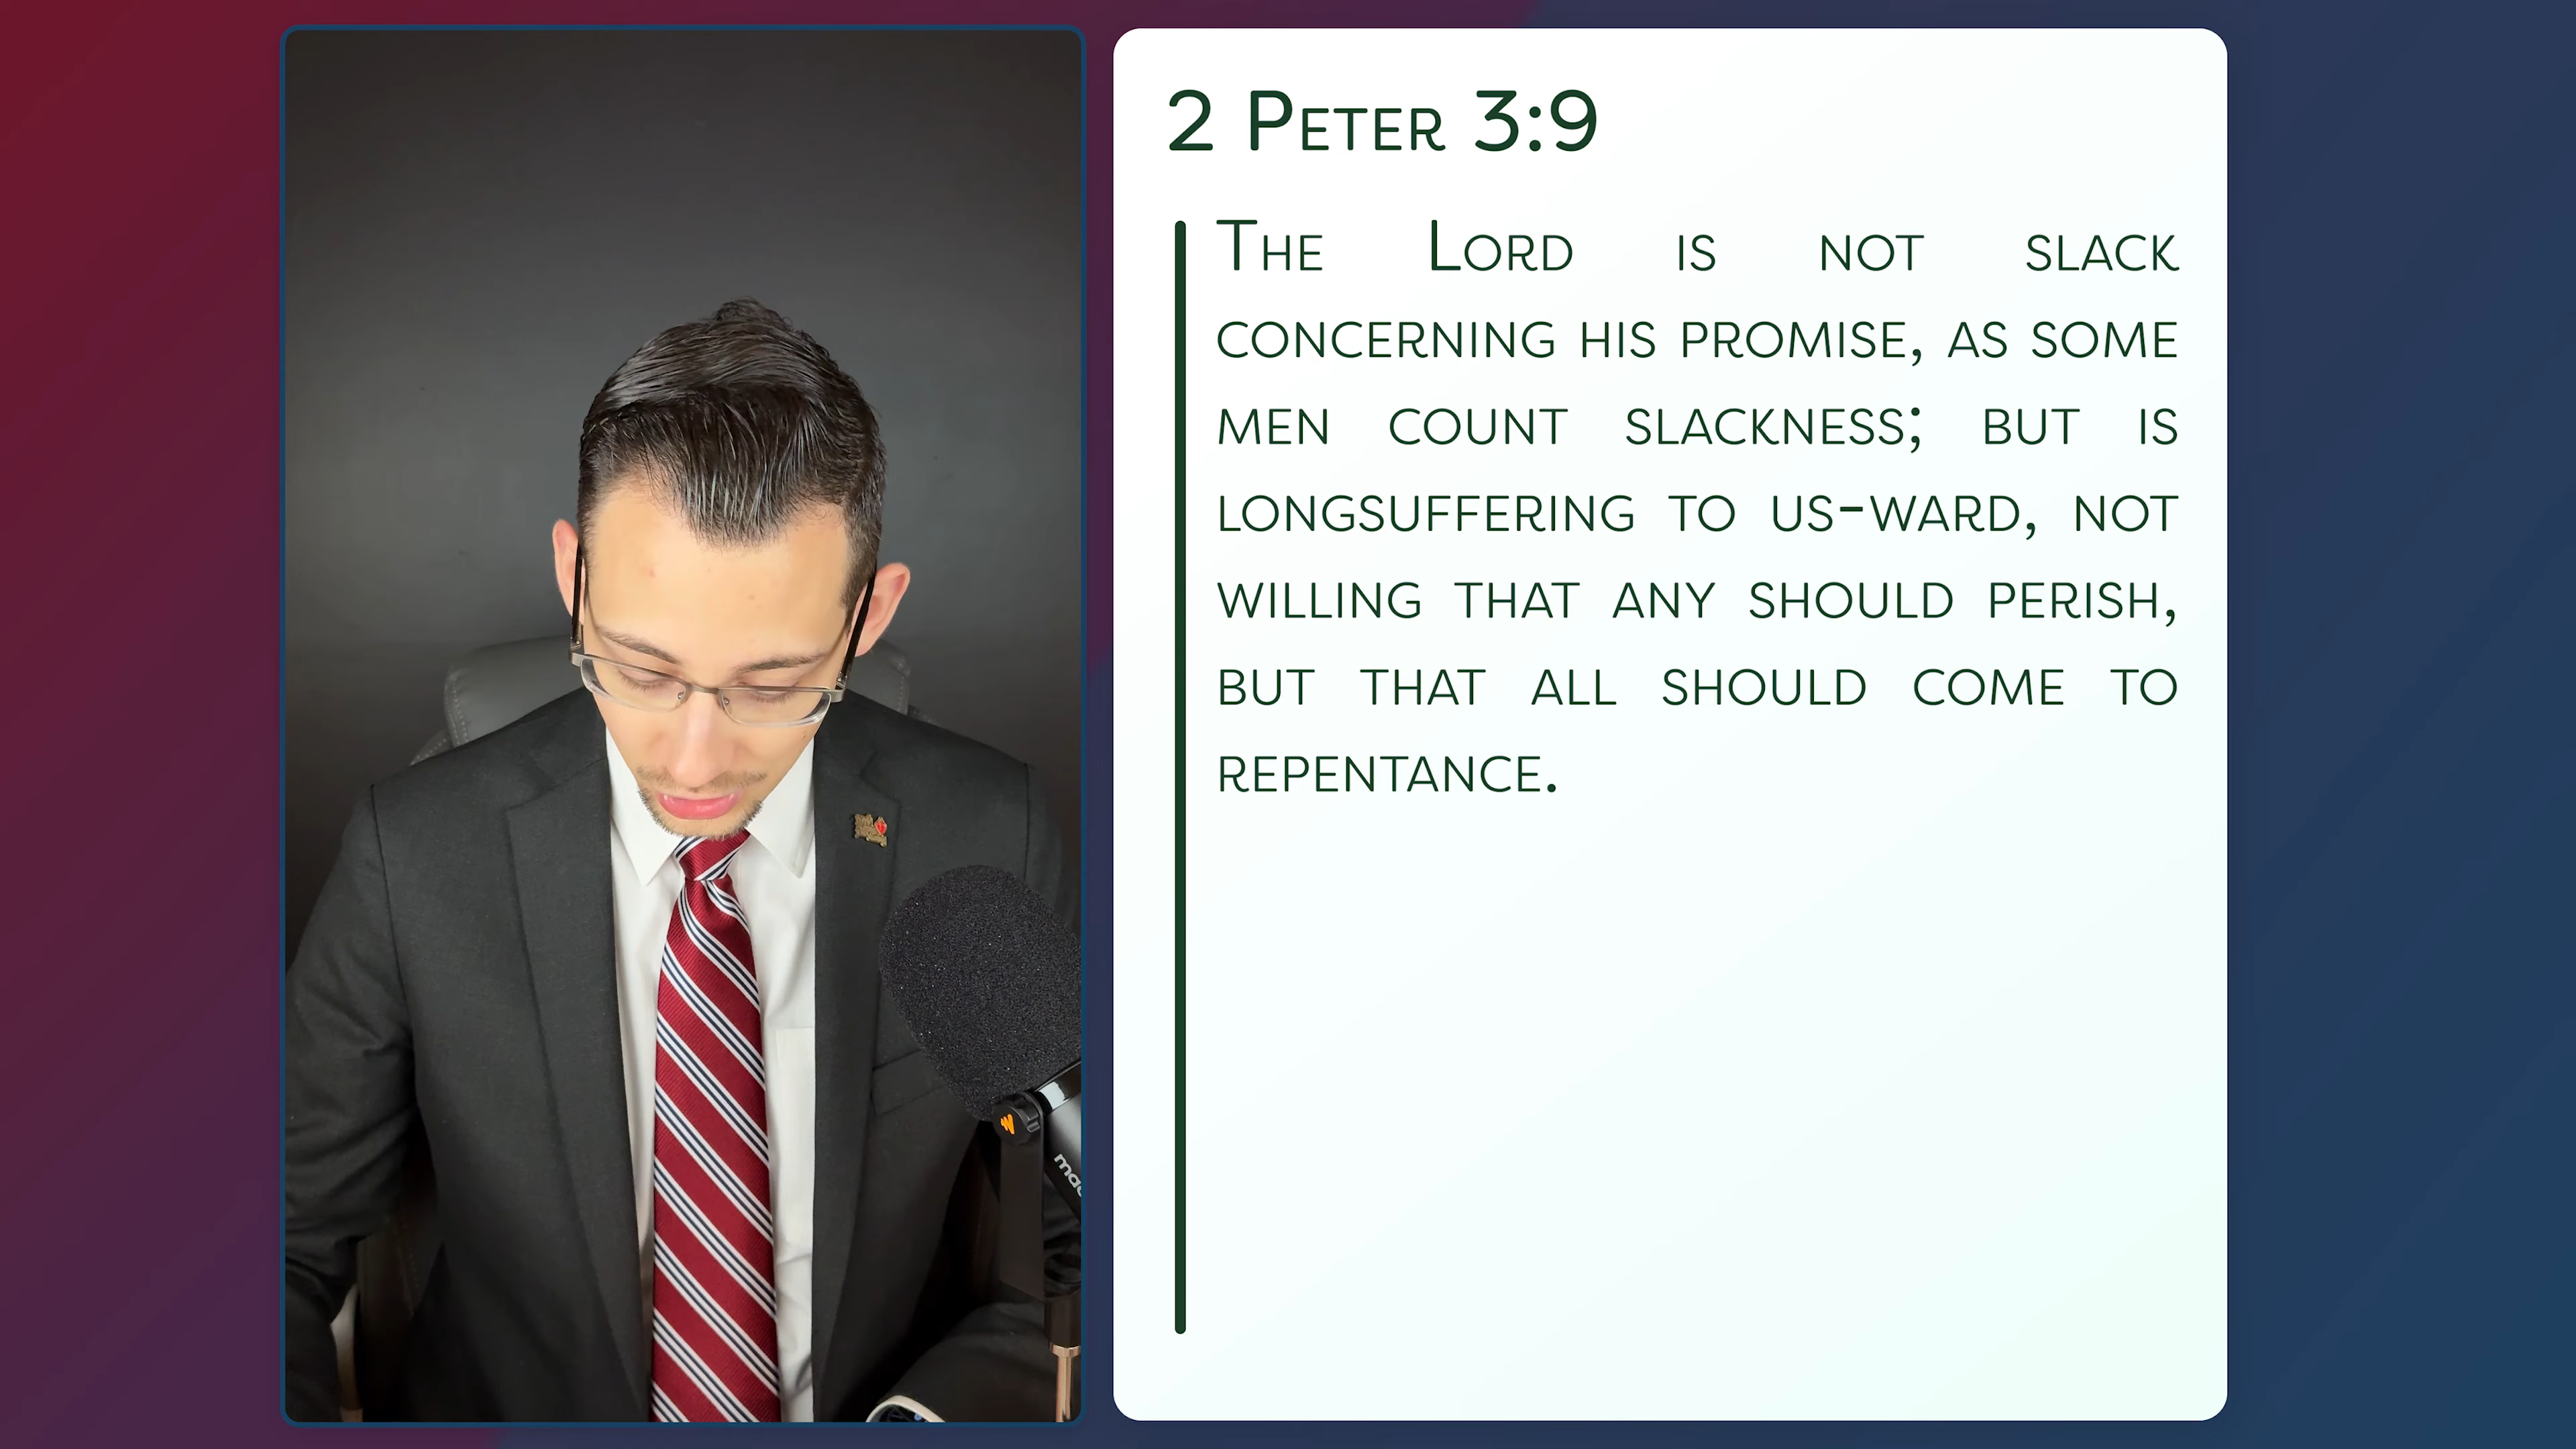 2 Peter 3:9
The Lord is not slack
concerning his promise, as some
men count slackness; but is
longsuffering to us-ward, not
willing that any should perish,
but that all should come to
repentance.